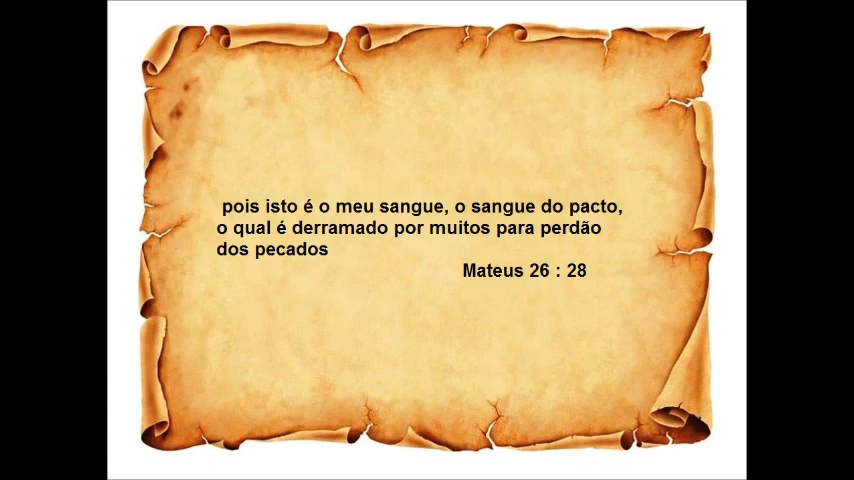 pois isto é o meu sangue, o sangue do pacto,
o qual é derramado por muitos para perdão
dos pecados
Mateus 26 : 28